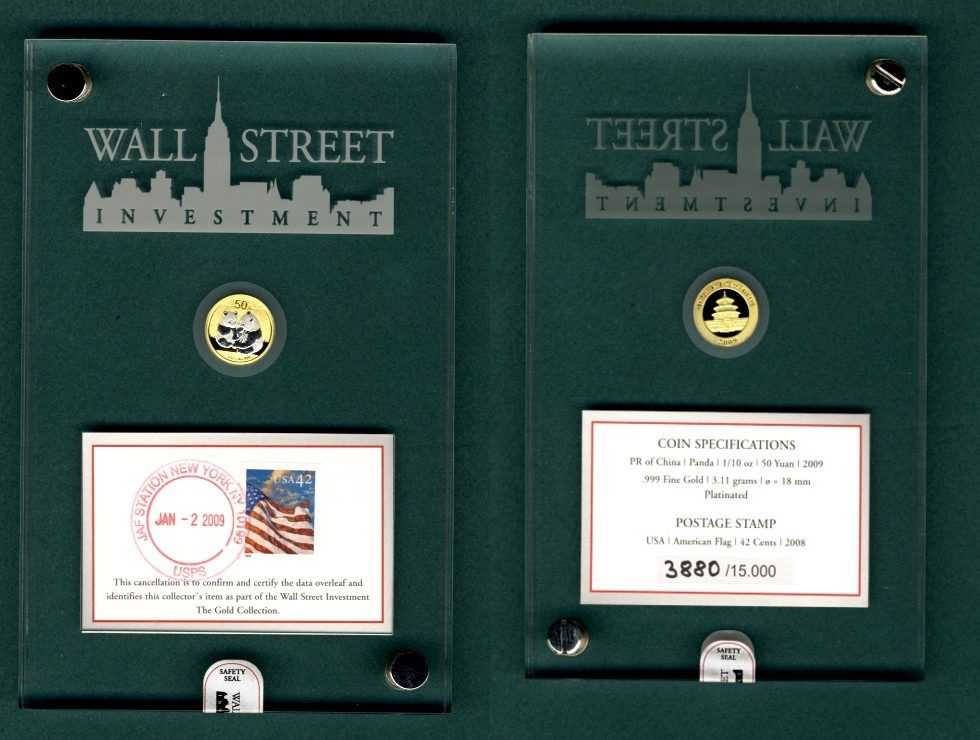 WALL STREET
INVESTMENT
50
JAF STATION NEW YORK NY 10199
JAN - 2 2009
USPS
USA 42
This cancellation is to confirm and certify the data overleaf and
identifies this collector´s item as part of the Wall Street Investment
The Gold Collection.
SAFETY
SEAL
WALL STREET
INVESTMENT
2009
COIN SPECIFICATIONS
PR of China | Panda | 1/10 oz | 50 Yuan | 2009
.999 Fine Gold | 3.11 grams | ø = 18 mm
Platinated
POSTAGE STAMP
USA | American Flag | 42 Cents | 2008
3880 /15.000
SAFETY
SEAL